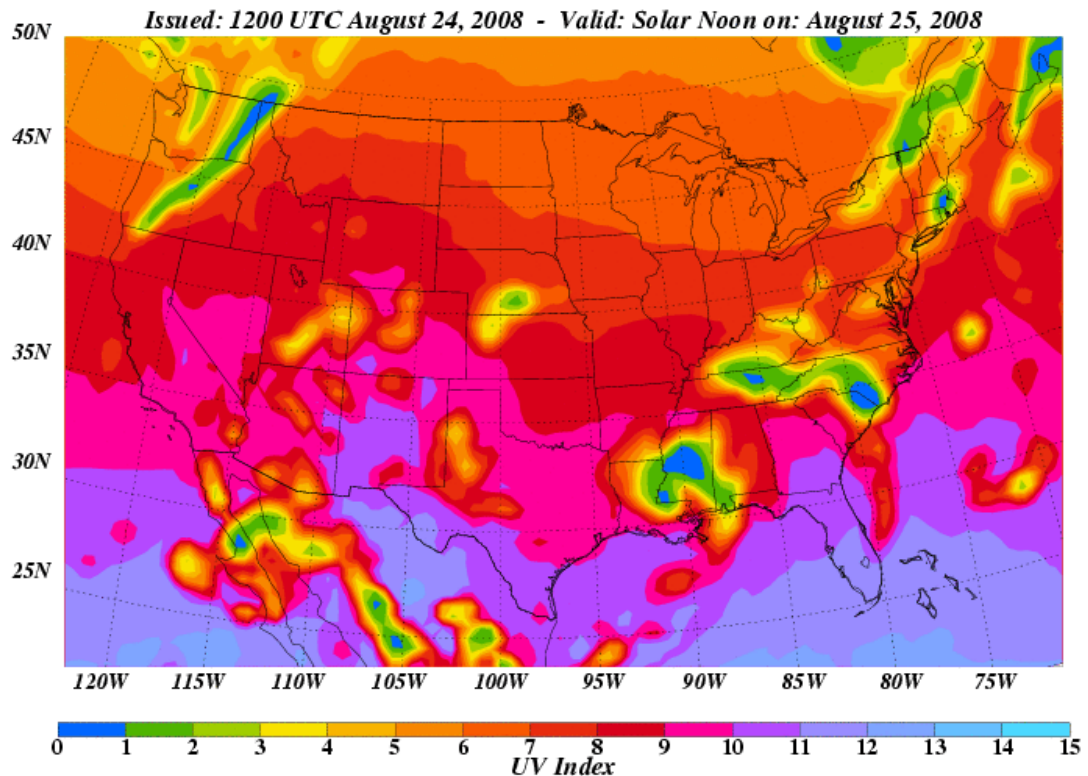 Issued: 1200 UTC August 24, 2008 - Valid: Solar Noon on: August 25, 2008
50N
45N
40N
35N
30N
25N
120W 115W 110W 105W 100W 95W 90W 85W 80W 75W
0 1 2 3 4 5 6 7 8 9 10 11 12 13 14 15
UV Index